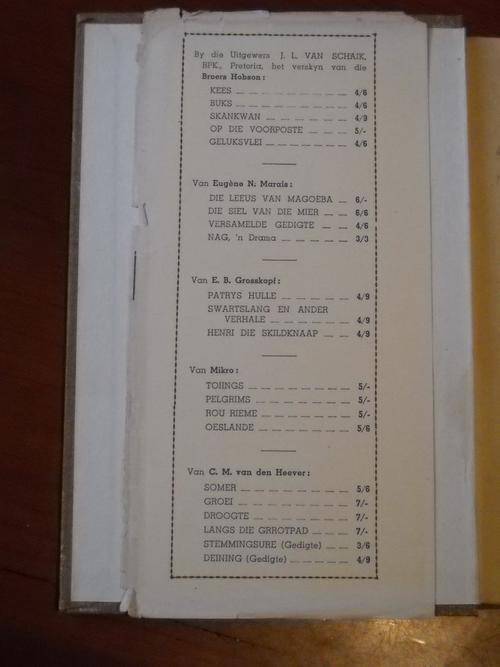 By die Uitgewers J. L. VAN SCHAIK,
BPK., Pretoria, het verskyn van die
Broers Hobson:
KEES — — — — — — — — 4/6
BUKS — — — — — — — — 4/6
SKANKWAN — — — — — — 4/9
OP DIE VOORPOSTE — — — 5/-
GELUKSVLEI — — — — — — 4/6
Van Eugène N. Marais:
DIE LEEUS VAN MAGOEBA — 6/-
DIE SIEL VAN DIE MIER — — 6/6
VERSAMELDE GEDIGTE — — 4/6
NAG, 'n Drama — — — — — 3/3
Van E. B. Grosskopf:
PATRYS HULLE — — — — — 4/9
SWARTSLANG EN ANDER
VERHALE — — — — — — 4/9
HENRI DIE SKILDKNAAP — — 4/9
Van Mikro:
TOIINGS — — — — — — — 5/-
PELGRIMS — — — — — — — 5/-
ROU RIEME — — — — — — 5/-
OESLANDE — — — — — — — 5/6
Van C. M. van den Heever:
SOMER — — — — — — — — 5/6
GROEI — — — — — — — — 7/-
DROOGTE — — — — — — — 7/-
LANGS DIE GRROTPAD — — — 7/-
STEMMINGSURE (Gedigte) — — 3/6
DEINING (Gedigte) — — — — — 4/9